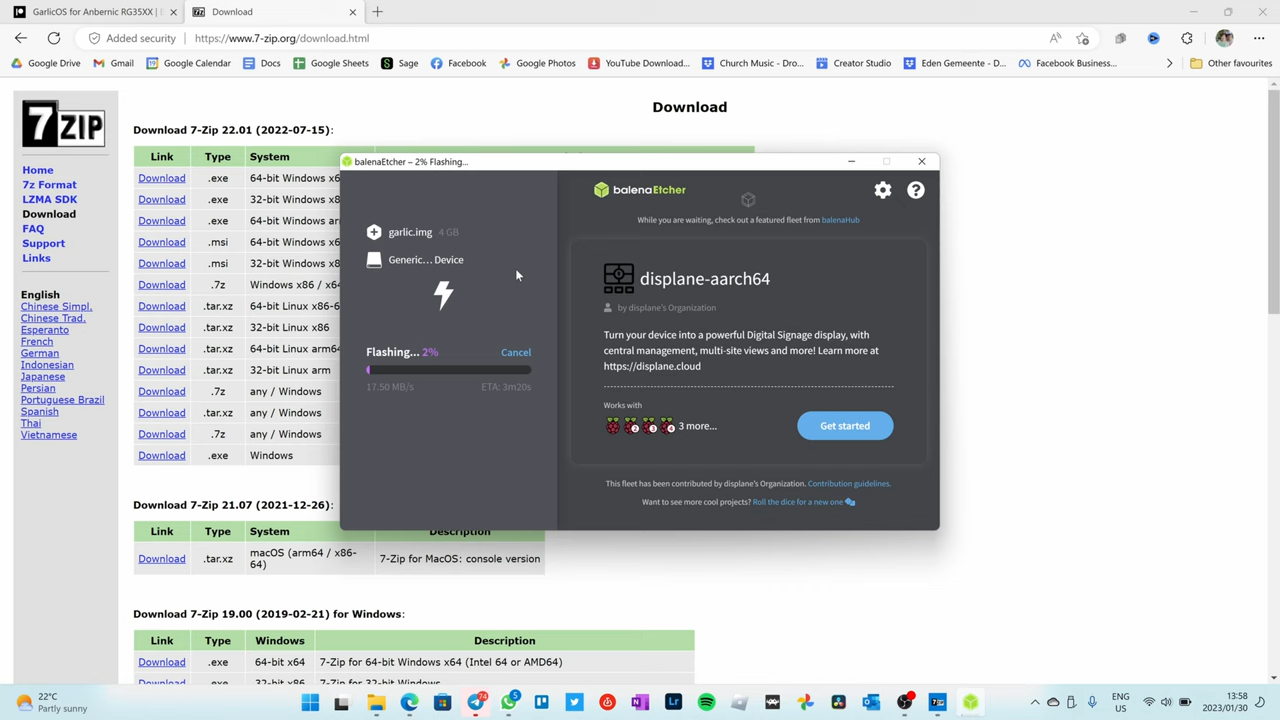 GarlicOS for Anbernic RG35XX |
Download
Added security
https://www.7-zip.org/download.html
Google Drive
Gmail
Google Calendar
Docs
Google Sheets
Sage
Facebook
Google Photos
YouTube Download...
Church Music - Dro...
Creator Studio
Eden Gemeente - D...
Facebook Business...
Other favourites
7 ZIP
Home
7z Format
LZMA SDK
Download
FAQ
Support
Links
English
Chinese Simpl.
Chinese Trad.
Esperanto
French
German
Indonesian
Japanese
Persian
Portuguese Brazil
Spanish
Thai
Vietnamese
Download
Download 7-Zip 22.01 (2022-07-15):
Link Type System
Download .exe 64-bit Windows x6
Download .exe 32-bit Windows x8
Download .exe 64-bit Windows ar
Download .msi 64-bit Windows x6
Download .msi 32-bit Windows x8
Download .7z Windows x86 / x64
Download .tar.xz 64-bit Linux x86-6
Download .tar.xz 32-bit Linux x86
Download .tar.xz 64-bit Linux arm64
Download .tar.xz 32-bit Linux arm
Download .7z any / Windows
Download .tar.xz any / Windows
Download .7z any / Windows
Download .exe Windows
Download 7-Zip 21.07 (2021-12-26):
Link Type System Description
Download .tar.xz macOS (arm64 / x86-
64) 7-Zip for MacOS: console version
Download 7-Zip 19.00 (2019-02-21) for Windows:
Link Type Windows Description
Download .exe 64-bit x64 7-Zip for 64-bit Windows x64 (Intel 64 or AMD64)
Download .exe 32-bit x86 7-Zip for 32-bit Windows
balenaEtcher – 2% Flashing...
garlic.img 4 GB
Generic... Device
Flashing... 2% Cancel
17.50 MB/s ETA: 3m20s
balenaEtcher
While you are waiting, check out a featured fleet from balenaHub
displane-aarch64
by displane's Organization
Turn your device into a powerful Digital Signage display, with
central management, multi-site views and more! Learn more at
https://displane.cloud
Works with
3 more...
Get started
This fleet has been contributed by displane's Organization. Contribution guidelines.
Want to see more cool projects? Roll the dice for a new one
22°C
Partly sunny
74
5
ENG
US
13:58
2023/01/30